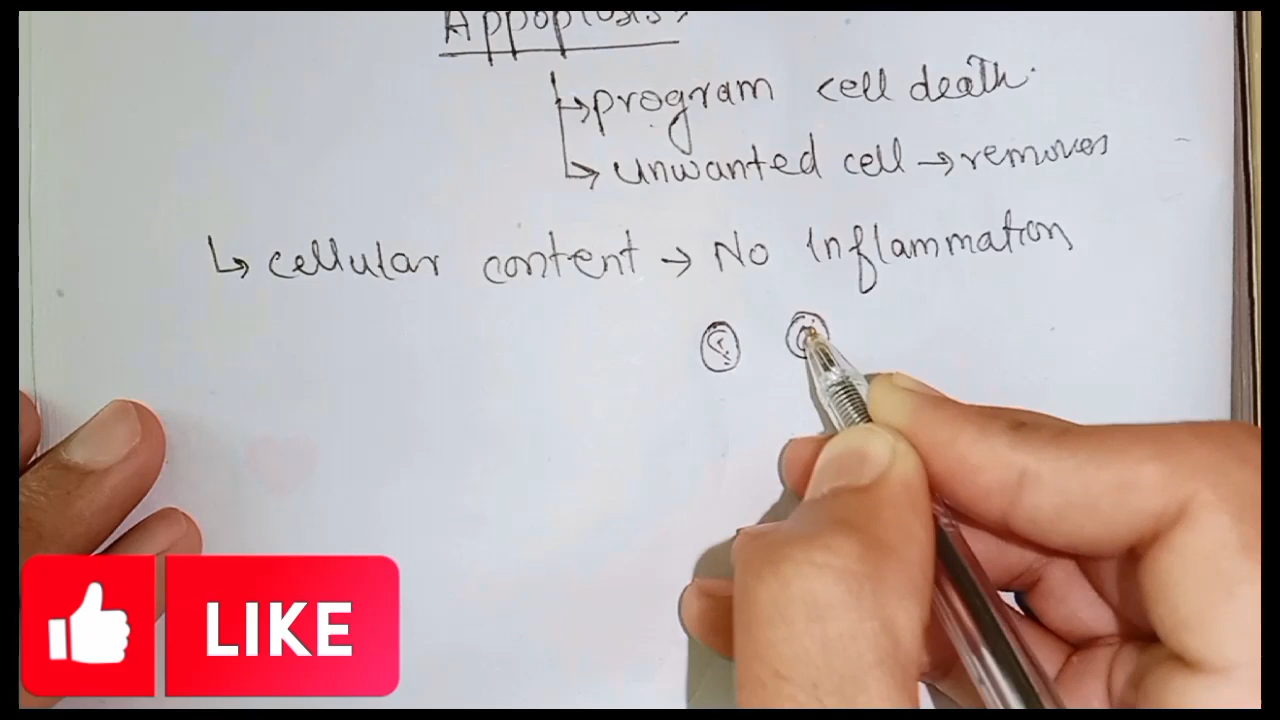 Appoptosis:
↳ program cell death.
↳ unwanted cell → removes
↳ cellular content → No inflammation
LIKE